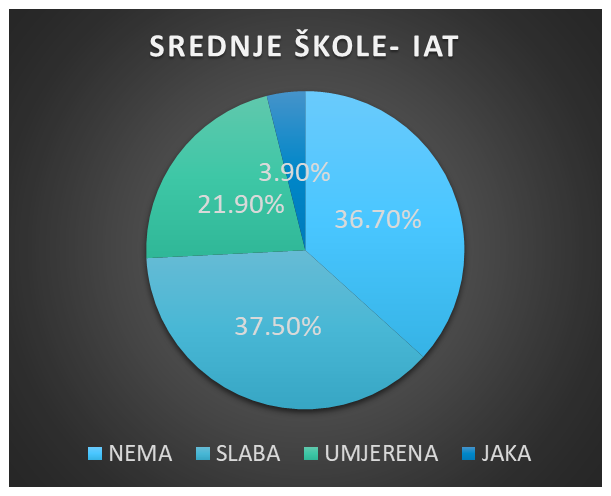 SREDNJE ŠKOLE- IAT
3.90%
21.90%
36.70%
37.50%
NEMA SLABA UMJERENA JAKA